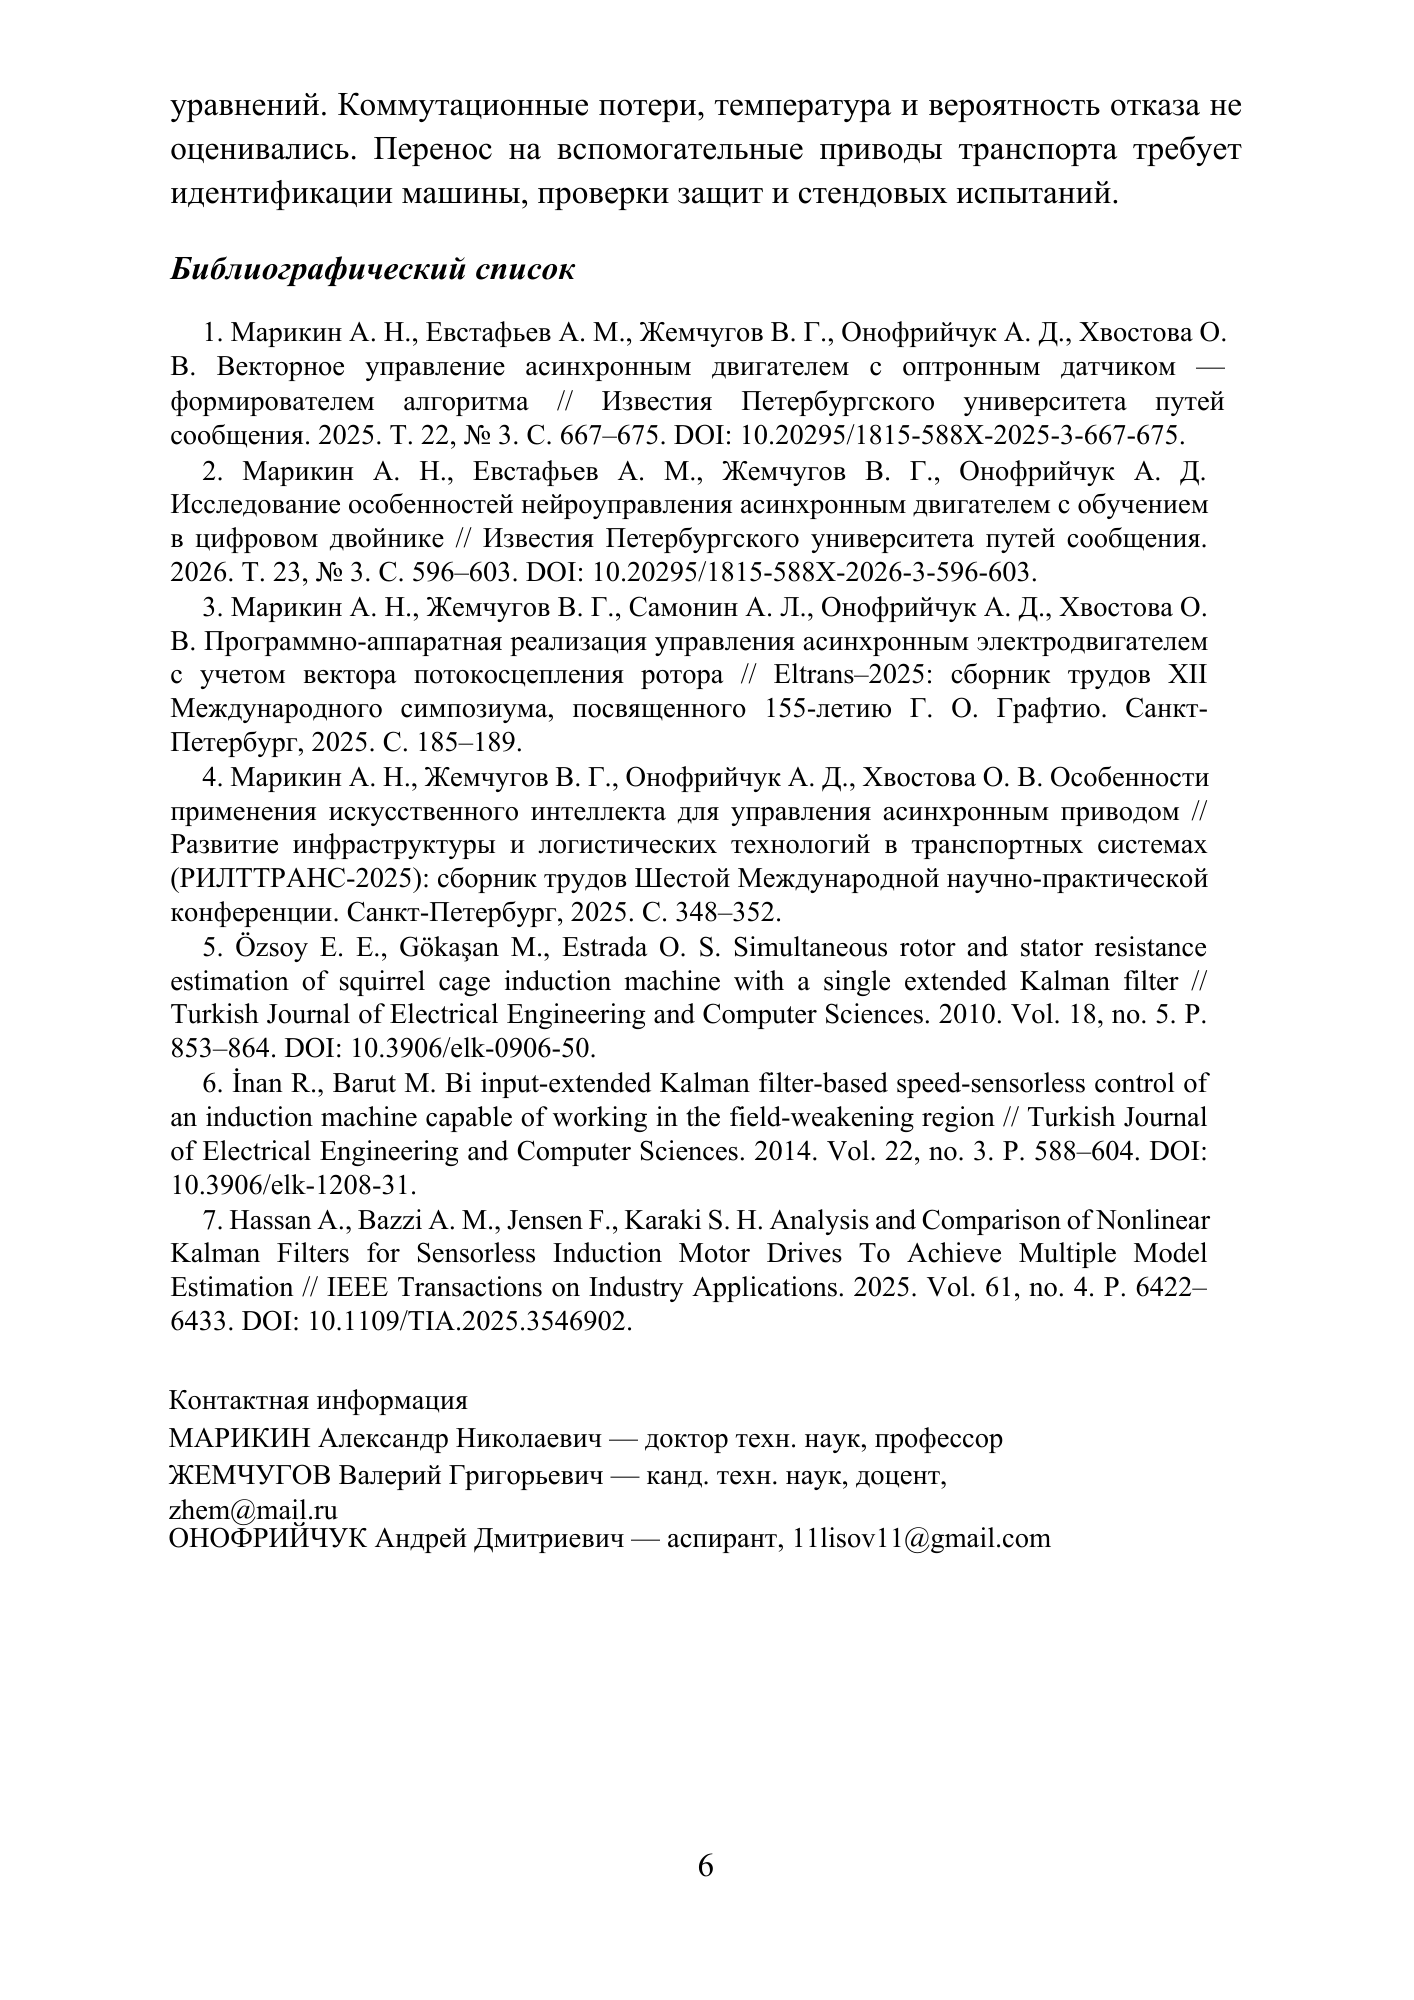 уравнений. Коммутационные потери, температура и вероятность отказа не
оценивались. Перенос на вспомогательные приводы транспорта требует
идентификации машины, проверки защит и стендовых испытаний.
Библиографический список
1. Марикин А. Н., Евстафьев А. М., Жемчугов В. Г., Онофрийчук А. Д., Хвостова О.
В. Векторное управление асинхронным двигателем с оптронным датчиком —
формирователем алгоритма // Известия Петербургского университета путей
сообщения. 2025. Т. 22, № 3. С. 667–675. DOI: 10.20295/1815-588X-2025-3-667-675.
2. Марикин А. Н., Евстафьев А. М., Жемчугов В. Г., Онофрийчук А. Д.
Исследование особенностей нейроуправления асинхронным двигателем с обучением
в цифровом двойнике // Известия Петербургского университета путей сообщения.
2026. Т. 23, № 3. С. 596–603. DOI: 10.20295/1815-588X-2026-3-596-603.
3. Марикин А. Н., Жемчугов В. Г., Самонин А. Л., Онофрийчук А. Д., Хвостова О.
В. Программно-аппаратная реализация управления асинхронным электродвигателем
с учетом вектора потокосцепления ротора // Eltrans–2025: сборник трудов XII
Международного симпозиума, посвященного 155-летию Г. О. Графтио. Санкт-
Петербург, 2025. С. 185–189.
4. Марикин А. Н., Жемчугов В. Г., Онофрийчук А. Д., Хвостова О. В. Особенности
применения искусственного интеллекта для управления асинхронным приводом //
Развитие инфраструктуры и логистических технологий в транспортных системах
(РИЛТТРАНС-2025): сборник трудов Шестой Международной научно-практической
конференции. Санкт-Петербург, 2025. С. 348–352.
5. Özsoy E. E., Gökaşan M., Estrada O. S. Simultaneous rotor and stator resistance
estimation of squirrel cage induction machine with a single extended Kalman filter //
Turkish Journal of Electrical Engineering and Computer Sciences. 2010. Vol. 18, no. 5. P.
853–864. DOI: 10.3906/elk-0906-50.
6. İnan R., Barut M. Bi input-extended Kalman filter-based speed-sensorless control of
an induction machine capable of working in the field-weakening region // Turkish Journal
of Electrical Engineering and Computer Sciences. 2014. Vol. 22, no. 3. P. 588–604. DOI:
10.3906/elk-1208-31.
7. Hassan A., Bazzi A. M., Jensen F., Karaki S. H. Analysis and Comparison of Nonlinear
Kalman Filters for Sensorless Induction Motor Drives To Achieve Multiple Model
Estimation // IEEE Transactions on Industry Applications. 2025. Vol. 61, no. 4. P. 6422–
6433. DOI: 10.1109/TIA.2025.3546902.
Контактная информация
МАРИКИН Александр Николаевич — доктор техн. наук, профессор
ЖЕМЧУГОВ Валерий Григорьевич — канд. техн. наук, доцент,
zhem@mail.ru
ОНОФРИЙЧУК Андрей Дмитриевич — аспирант, 11lisov11@gmail.com
6